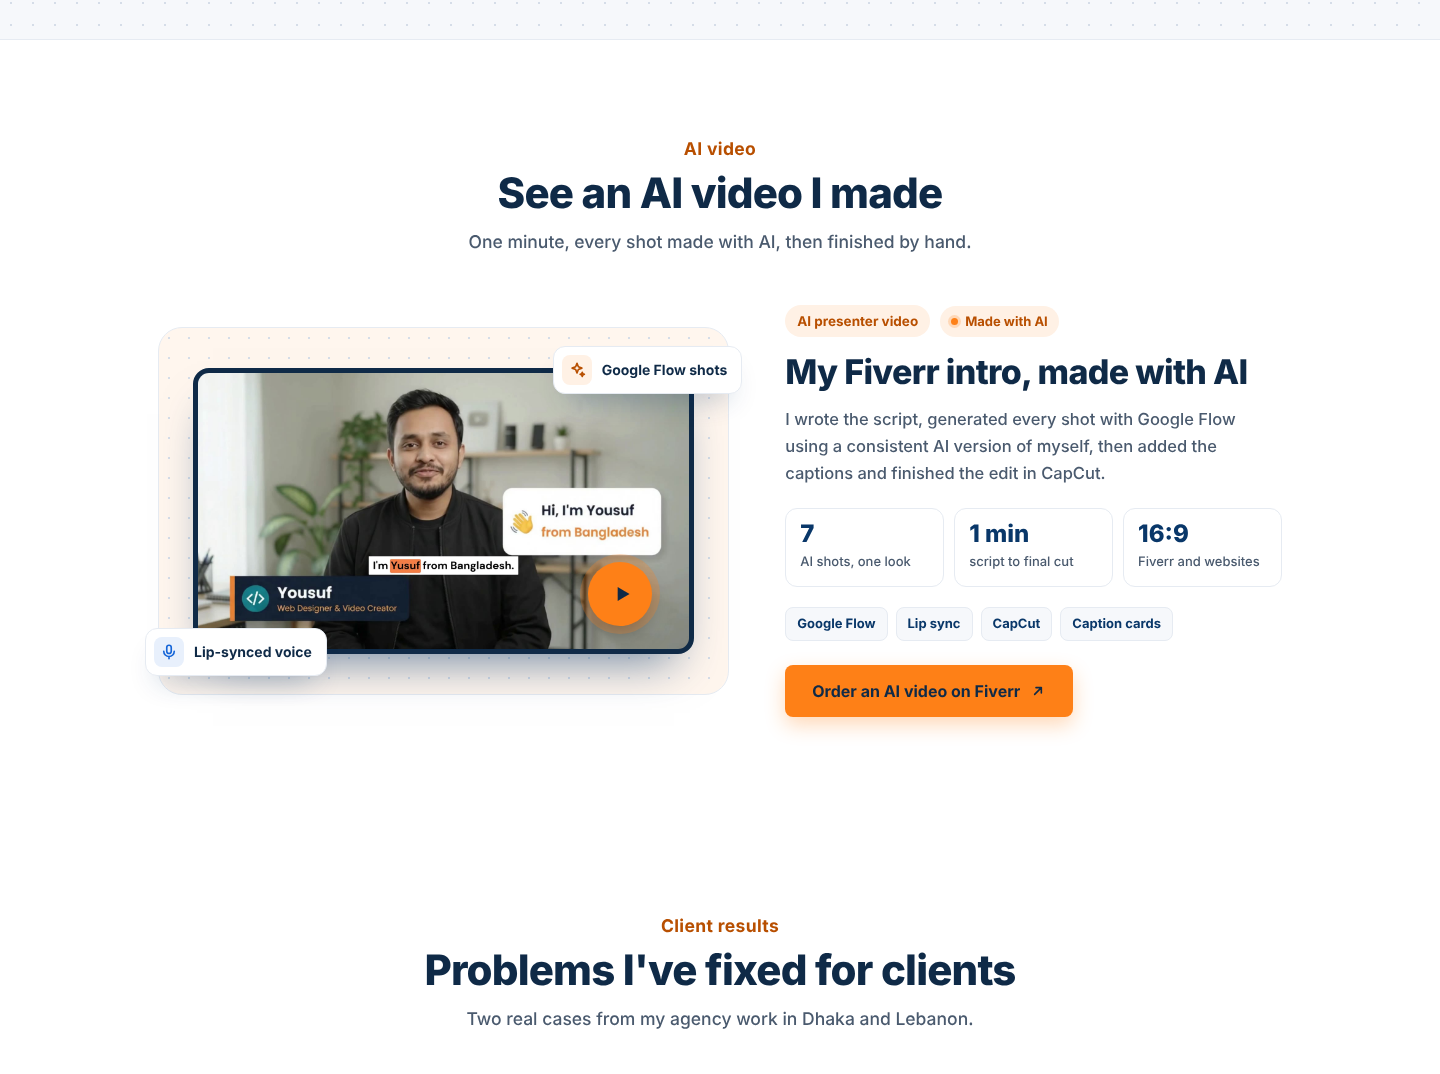 AI video
See an AI video I made
One minute, every shot made with AI, then finished by hand.
Google Flow shots
Hi, I'm Yousuf
from Bangladesh
I'm Yusuf from Bangladesh.
Yousuf
Web Designer & Video Creator
Lip-synced voice
AI presenter video
Made with AI
My Fiverr intro, made with AI
I wrote the script, generated every shot with Google Flow
using a consistent AI version of myself, then added the
captions and finished the edit in CapCut.
7
AI shots, one look
1 min
script to final cut
16:9
Fiverr and websites
Google Flow
Lip sync
CapCut
Caption cards
Order an AI video on Fiverr
Client results
Problems I've fixed for clients
Two real cases from my agency work in Dhaka and Lebanon.